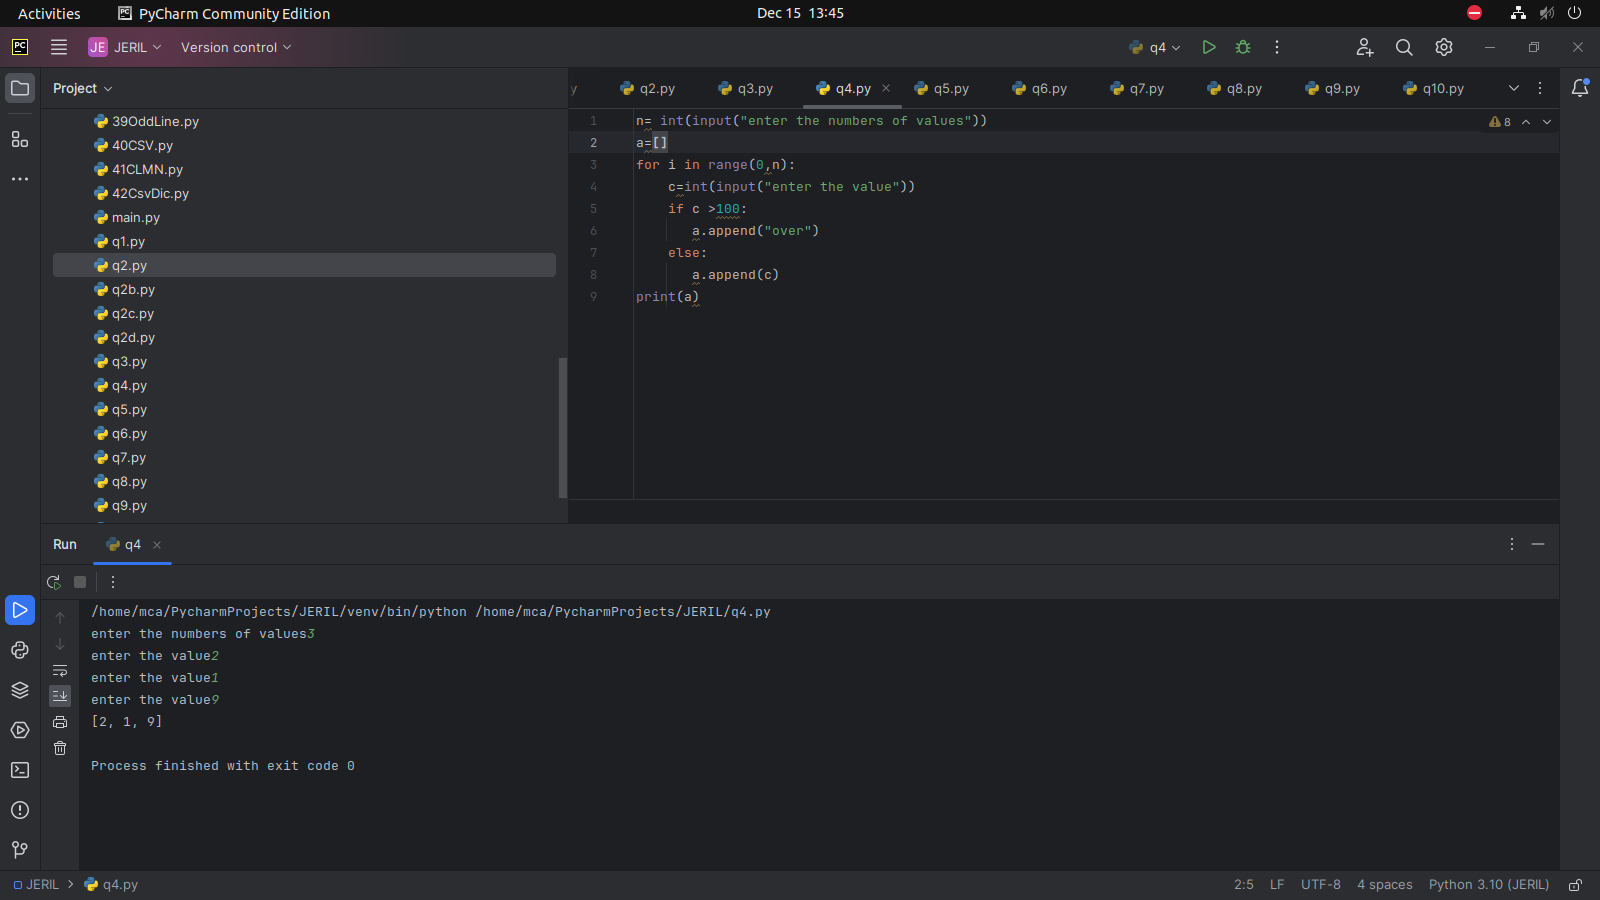 Activities PyCharm Community Edition Dec 15 13:45
PC JE JERIL Version control q4
Project
y q2.py q3.py q4.py q5.py q6.py q7.py q8.py q9.py q10.py
39OddLine.py
40CSV.py
41CLMN.py
42CsvDic.py
main.py
q1.py
q2.py
q2b.py
q2c.py
q2d.py
q3.py
q4.py
q5.py
q6.py
q7.py
q8.py
q9.py
8
1 n= int(input("enter the numbers of values"))
2 a=[]
3 for i in range(0,n):
4     c=int(input("enter the value"))
5     if c >100:
6        a.append("over")
7     else:
8        a.append(c)
9 print(a)
Run q4
/home/mca/PycharmProjects/JERIL/venv/bin/python /home/mca/PycharmProjects/JERIL/q4.py
enter the numbers of values3
enter the value2
enter the value1
enter the value9
[2, 1, 9]
Process finished with exit code 0
JERIL q4.py 2:5 LF UTF-8 4 spaces Python 3.10 (JERIL)